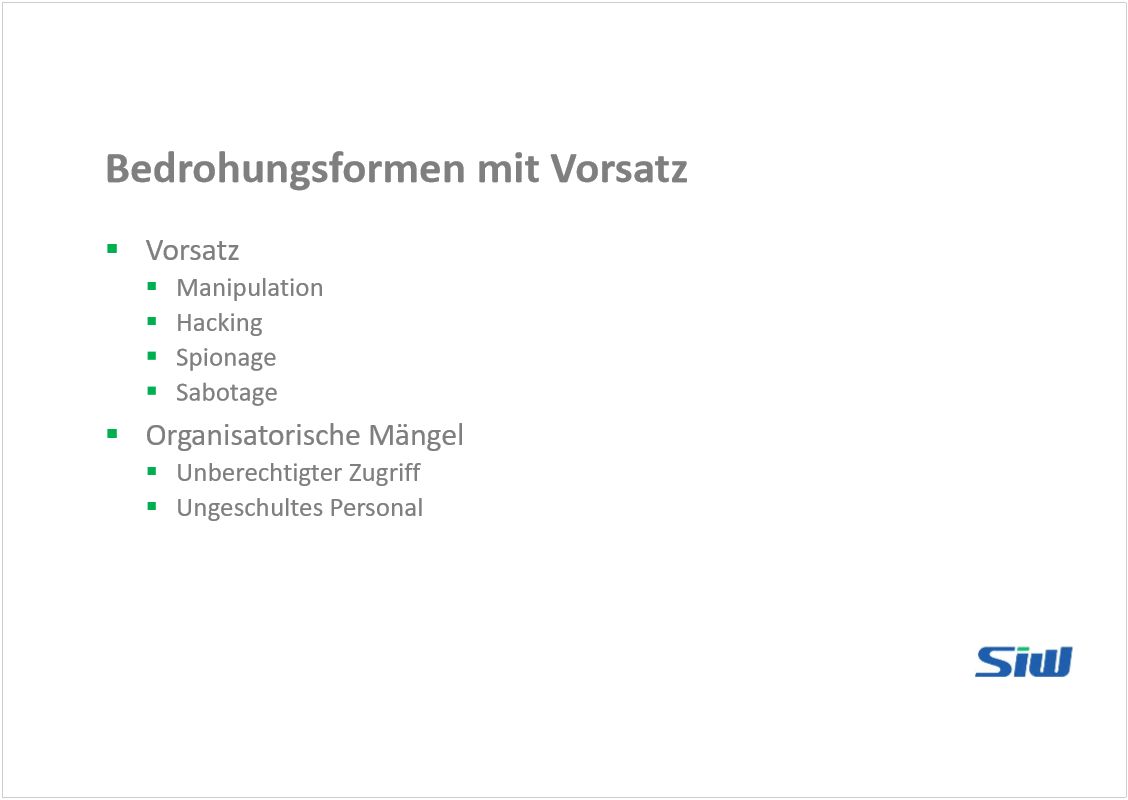 Bedrohungsformen mit Vorsatz
Vorsatz
Manipulation
Hacking
Spionage
Sabotage
Organisatorische Mängel
Unberechtigter Zugriff
Ungeschultes Personal
Siw